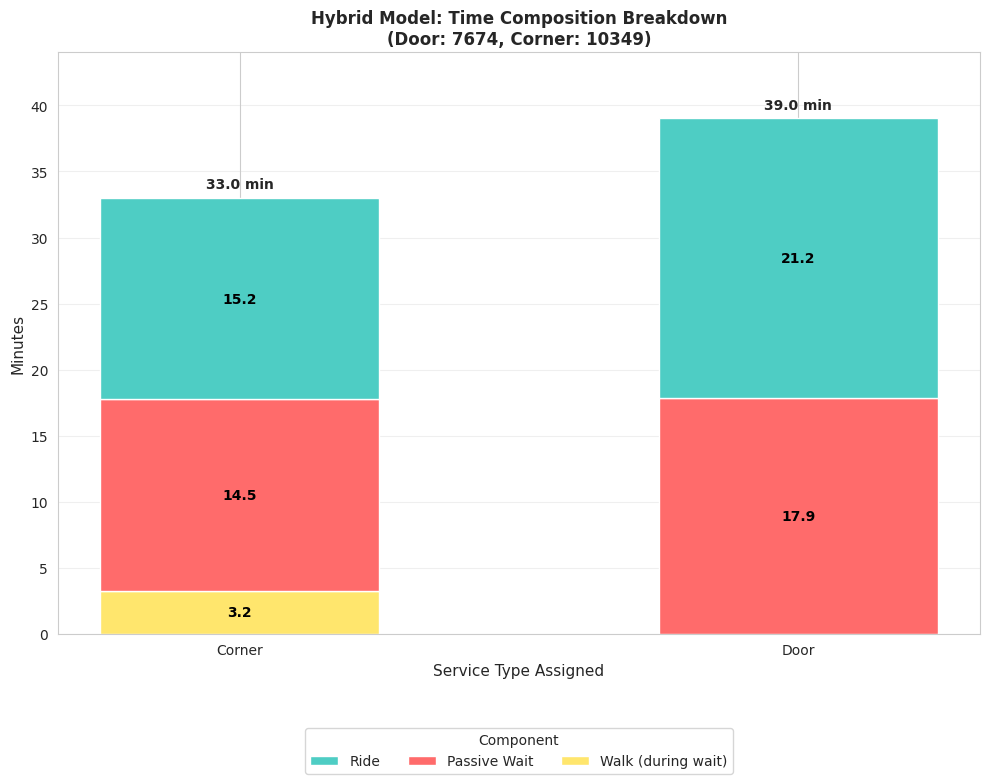 Hybrid Model: Time Composition Breakdown
(Door: 7674, Corner: 10349)
Minutes
40
35
30
25
20
15
10
5
0
33.0 min
15.2
14.5
3.2
39.0 min
21.2
17.9
Corner
Door
Service Type Assigned
Component
Ride
Passive Wait
Walk (during wait)